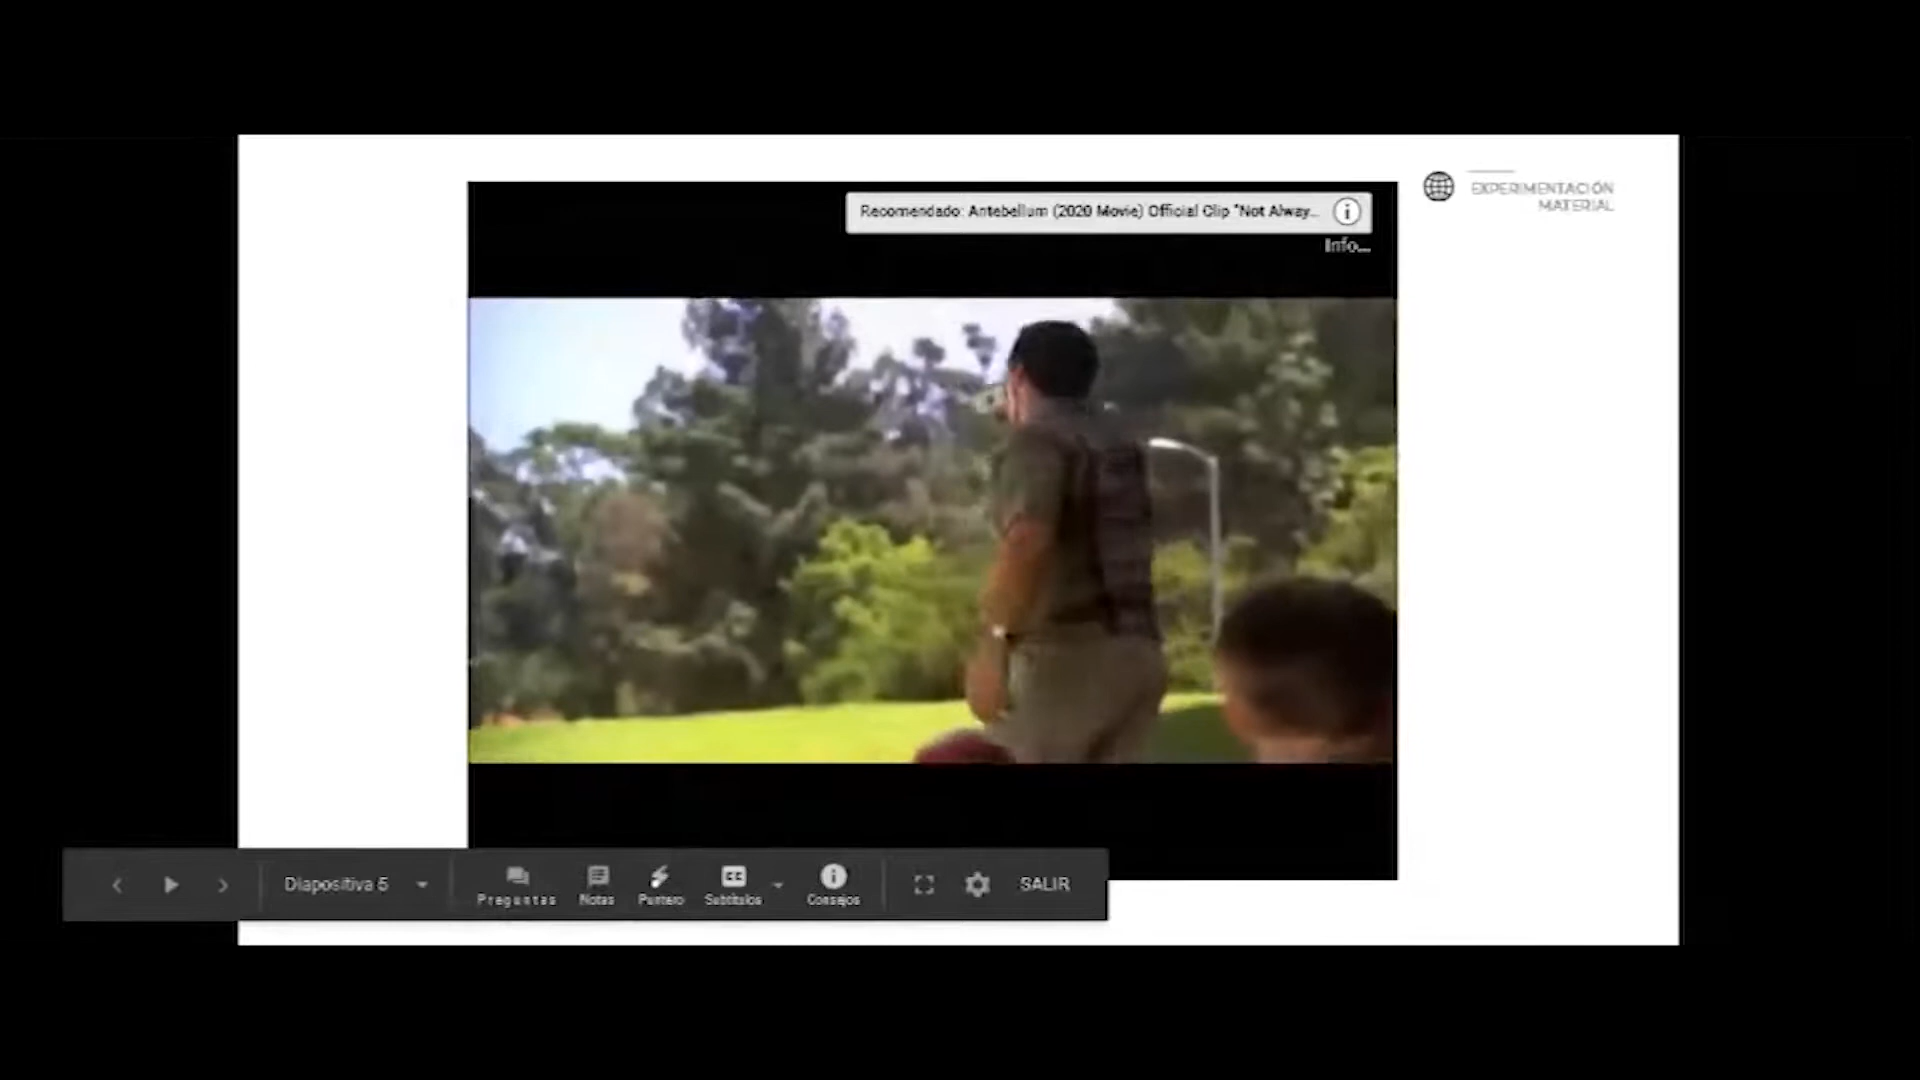 Recomendado: Antebellum (2020 Movie) Official Clip "Not Alway...
Info...
EXPERIMENTACIÓN
MATERIAL
Diapositiva 5
Preguntas
Notas
Puntero
Subtítulos
Consejos
SALIR